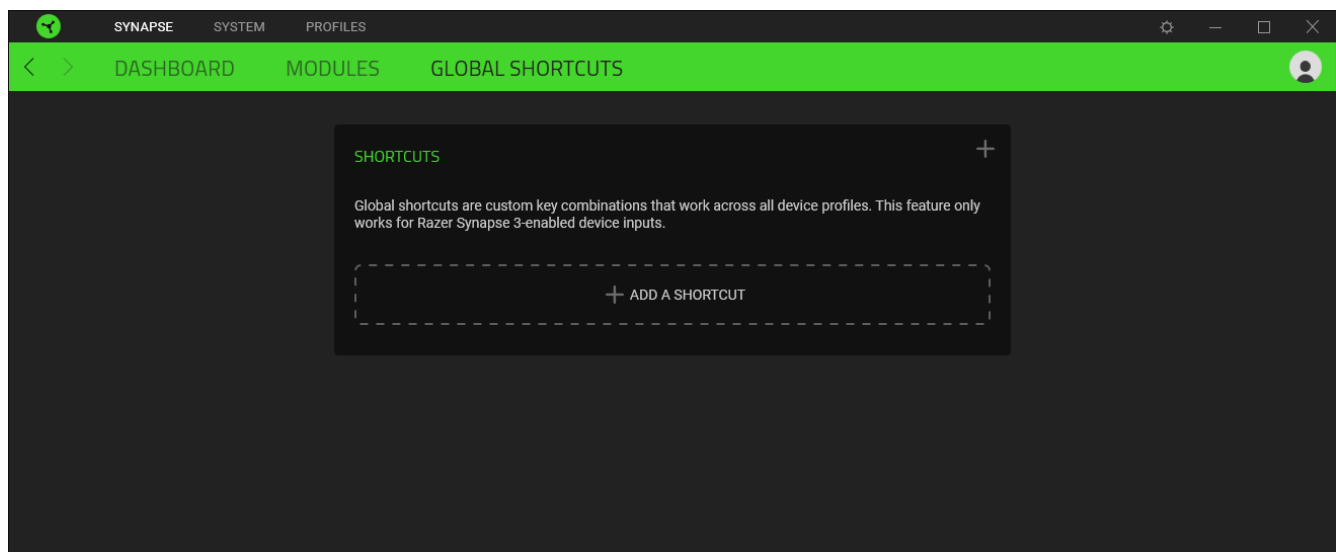 SYNAPSE SYSTEM PROFILES
DASHBOARD MODULES GLOBAL SHORTCUTS
SHORTCUTS
Global shortcuts are custom key combinations that work across all device profiles. This feature only
works for Razer Synapse 3-enabled device inputs.
ADD A SHORTCUT